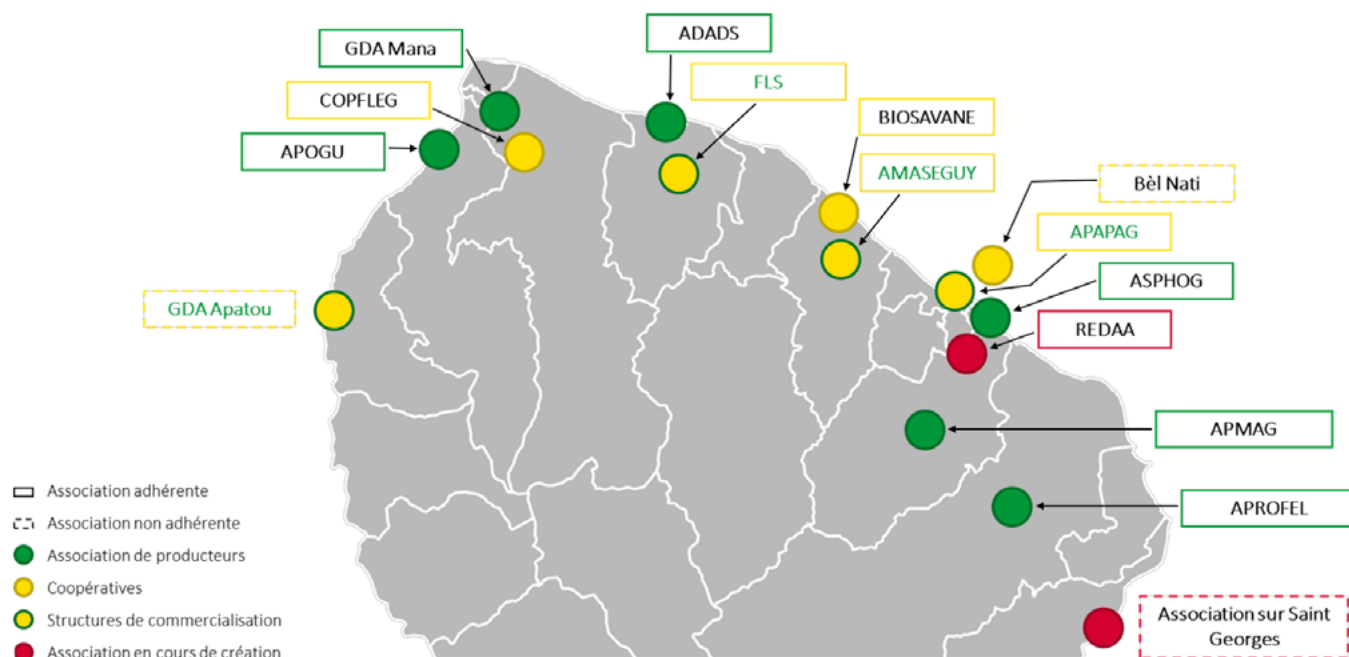 ADADS
GDA Mana
FLS
COPFLEG
BIOSAVANE
APOGU
AMASEGUY
Bèl Nati
APAPAG
ASPHOG
GDA Apatou
REDAA
APMAG
Association adhérente
APROFEL
Association non adhérente
Association de producteurs
Coopératives
Structures de commercialisation
Association sur Saint
Georges
Association en cours de création